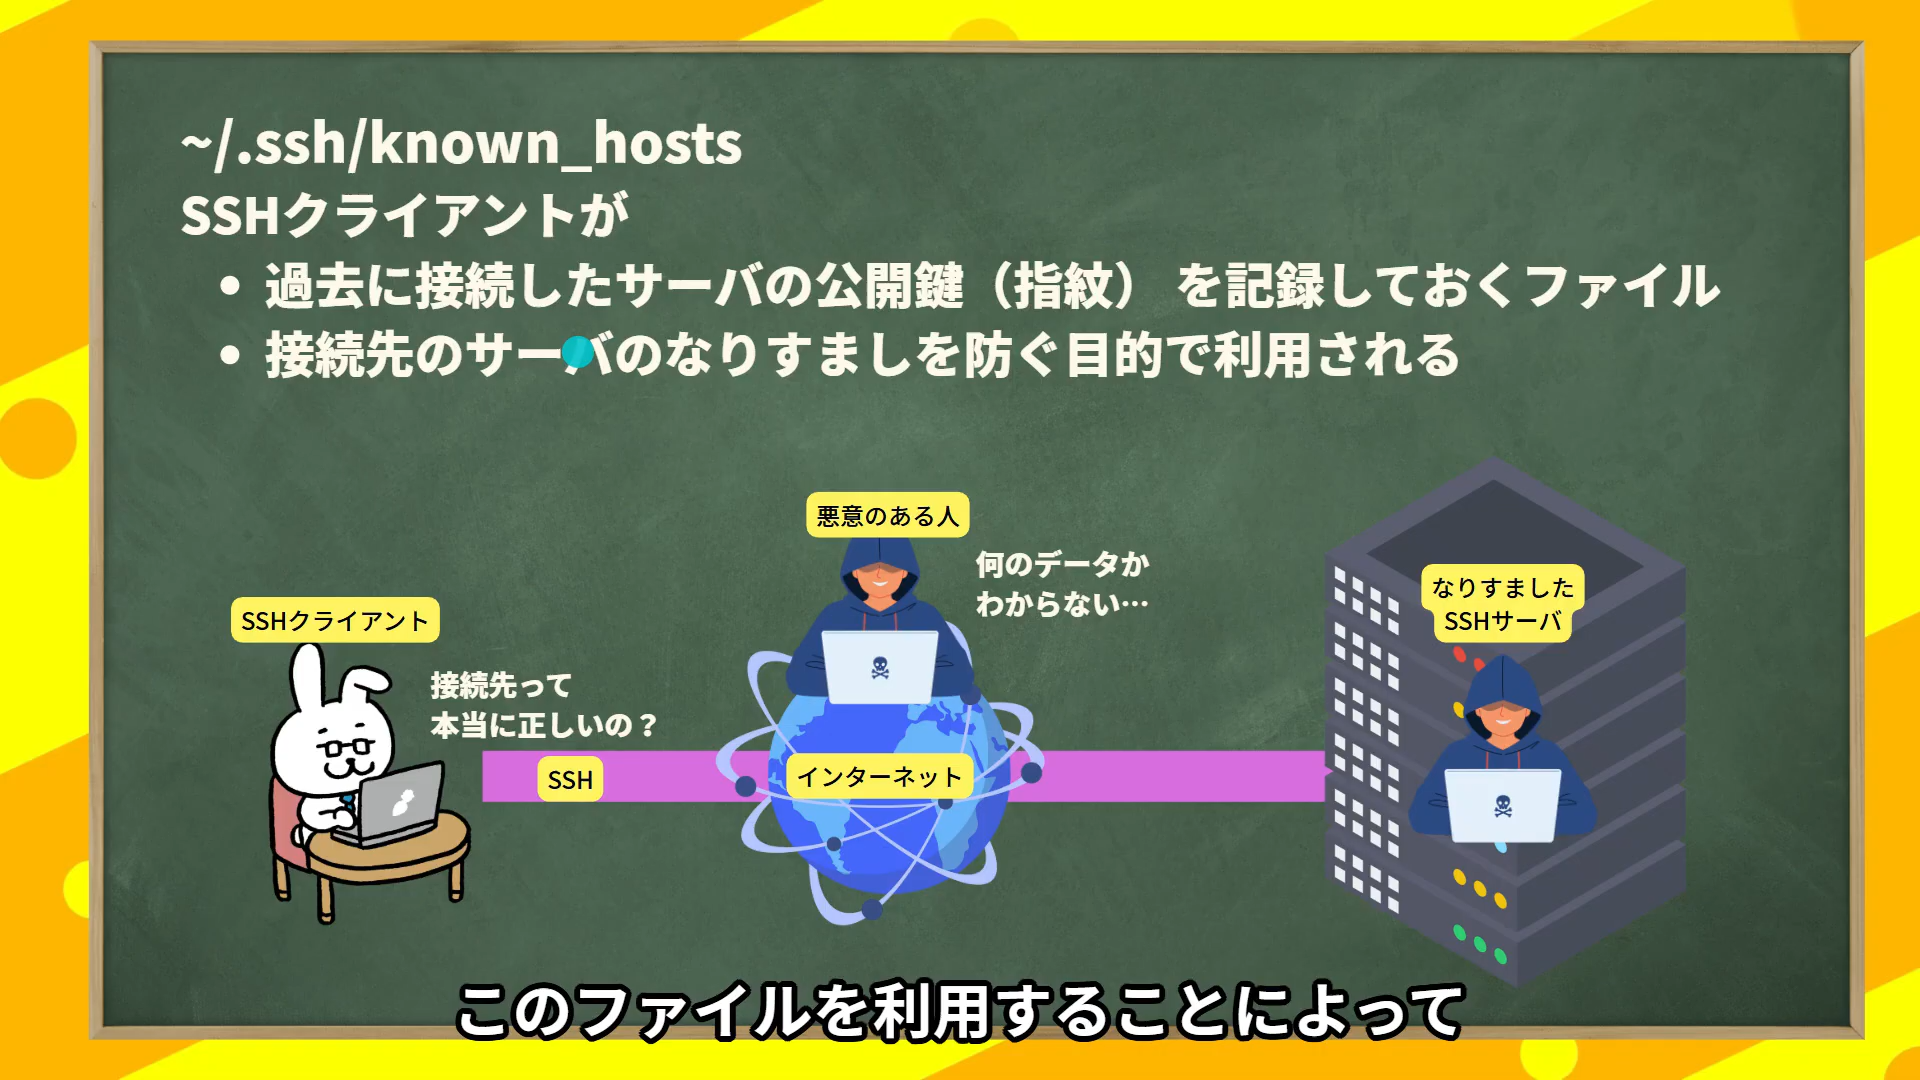 ~/.ssh/known_hosts
SSHクライアントが
• 過去に接続したサーバの公開鍵（指紋） を記録しておくファイル
• 接続先のサーバのなりすましを防ぐ目的で利用される
悪意のある人
何のデータか
わからない…
なりすました
SSHサーバ
SSHクライアント
接続先って
本当に正しいの？
SSH
インターネット
このファイルを利用することによって